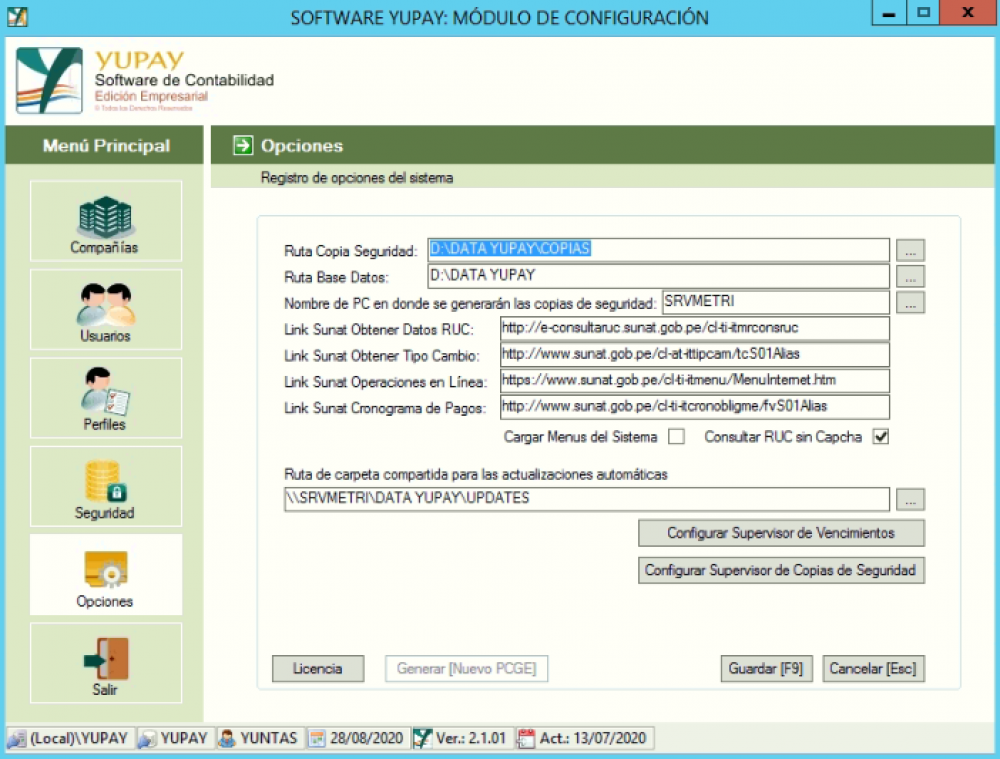 SOFTWARE YUPAY: MÓDULO DE CONFIGURACIÓN
YUPAY
Software de Contabilidad
Edición Empresarial
© Todos los Derechos Reservados
Menú Principal
Opciones
Registro de opciones del sistema
Compañías
Usuarios
Perfiles
Seguridad
Opciones
Salir
Ruta Copia Seguridad: D:\DATA YUPAY\COPIAS ...
Ruta Base Datos: D:\DATA YUPAY ...
Nombre de PC en donde se generarán las copias de seguridad: SRVMETRI ...
Link Sunat Obtener Datos RUC: http://e-consultaruc.sunat.gob.pe/cl-ti-itmrconsruc
Link Sunat Obtener Tipo Cambio: http://www.sunat.gob.pe/cl-at-ittipcam/tcS01Alias
Link Sunat Operaciones en Línea: https://www.sunat.gob.pe/cl-ti-itmenu/MenuInternet.htm
Link Sunat Cronograma de Pagos: http://www.sunat.gob.pe/cl-ti-itcronobligme/fvS01Alias
Cargar Menus del Sistema Consultar RUC sin Capcha
Ruta de carpeta compartida para las actualizaciones automáticas
\\SRVMETRI\DATA YUPAY\UPDATES ...
Configurar Supervisor de Vencimientos
Configurar Supervisor de Copias de Seguridad
Licencia Generar [Nuevo PCGE] Guardar [F9] Cancelar [Esc]
(Local)\YUPAY YUPAY YUNTAS 28/08/2020 Ver.: 2.1.01 Act.: 13/07/2020